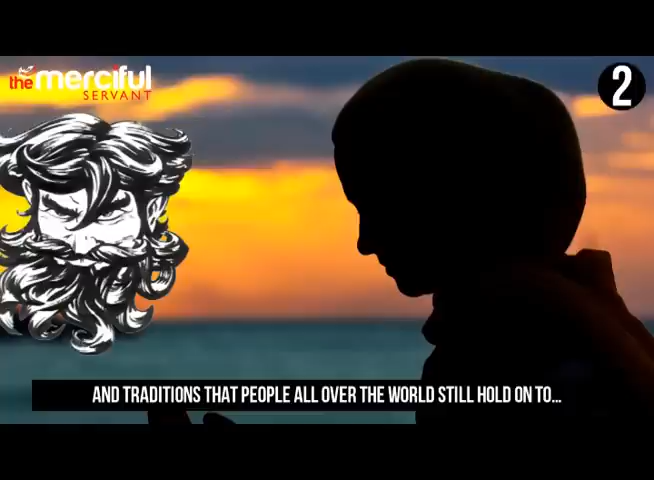 the merciful
SERVANT
2
AND TRADITIONS THAT PEOPLE ALL OVER THE WORLD STILL HOLD ON TO...